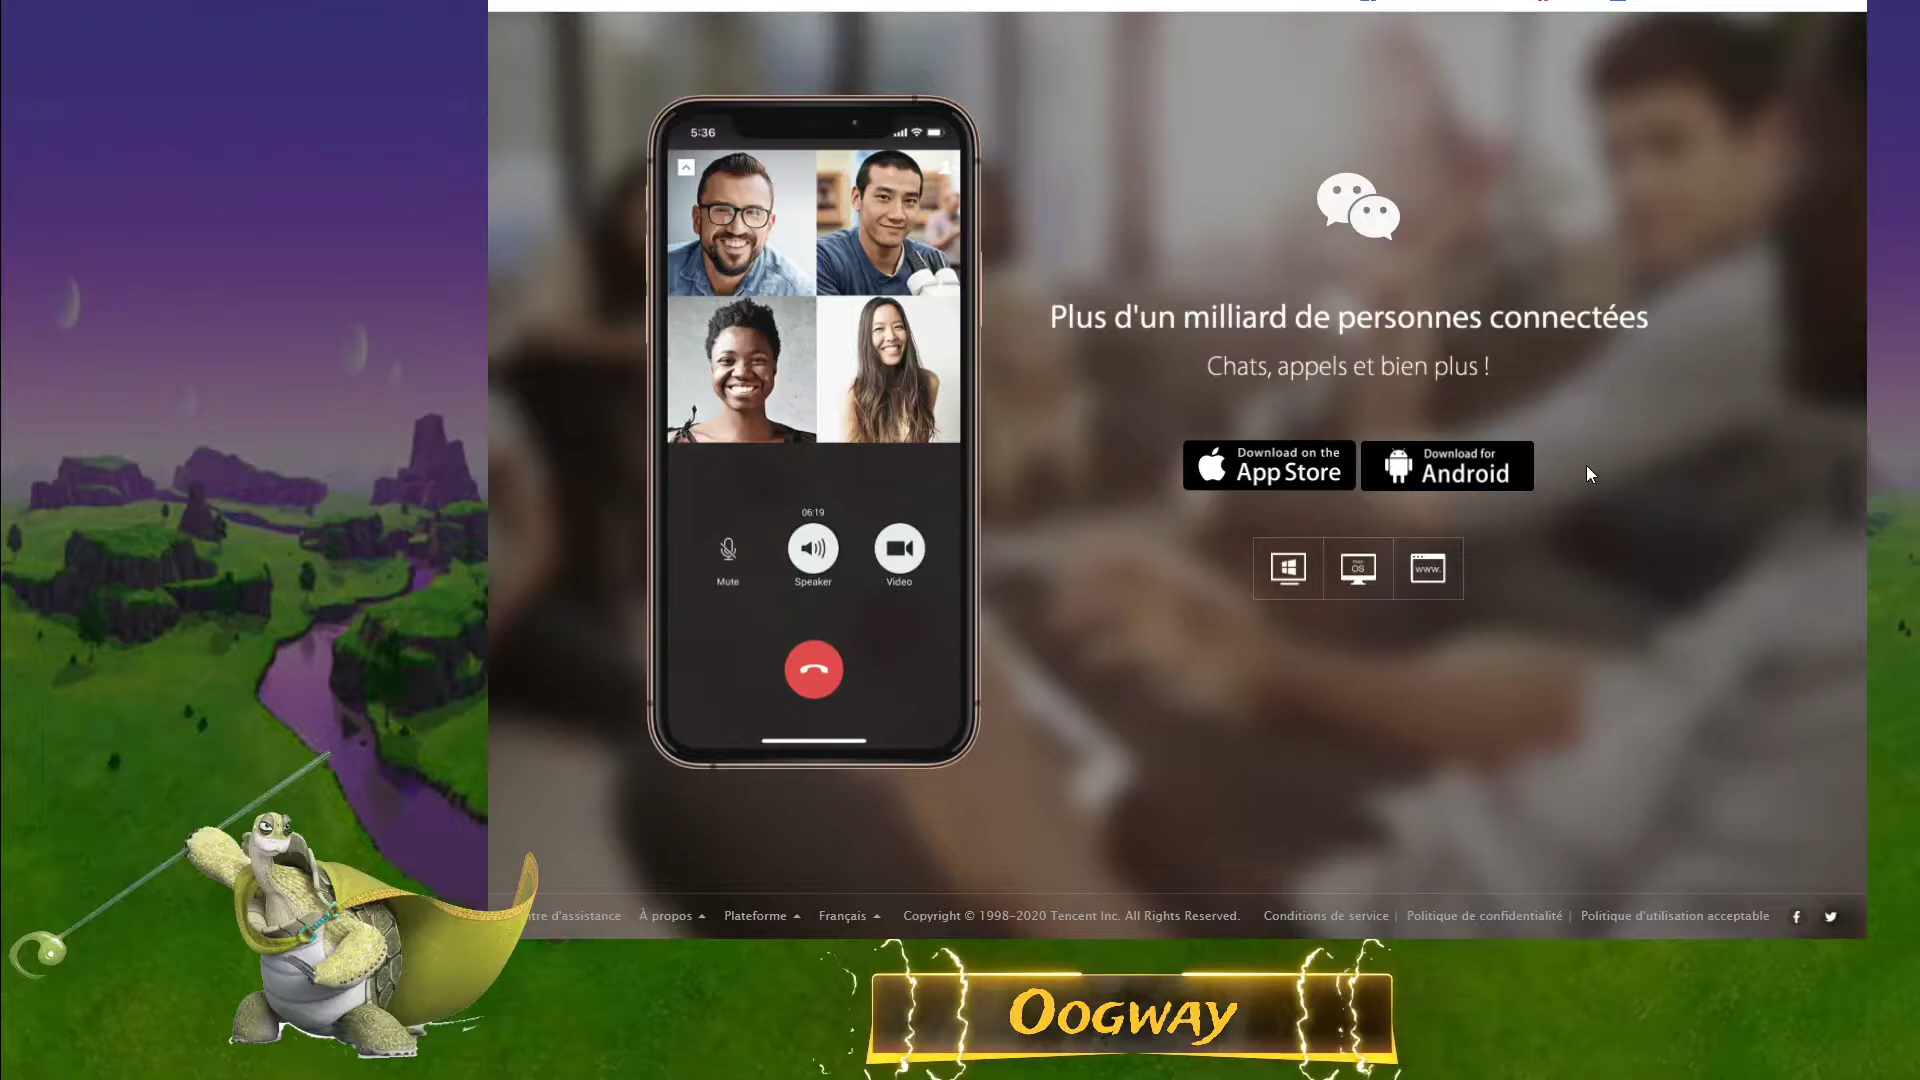 5:36
06:19
Mute
Speaker
Video
Plus d'un milliard de personnes connectées
Chats, appels et bien plus !
Download on the
App Store
Download for
Android
OS
www.
tre d'assistance
À propos
Plateforme
Français
Copyright © 1998-2020 Tencent Inc. All Rights Reserved.
Conditions de service |
Politique de confidentialité |
Politique d'utilisation acceptable
OOGWAY